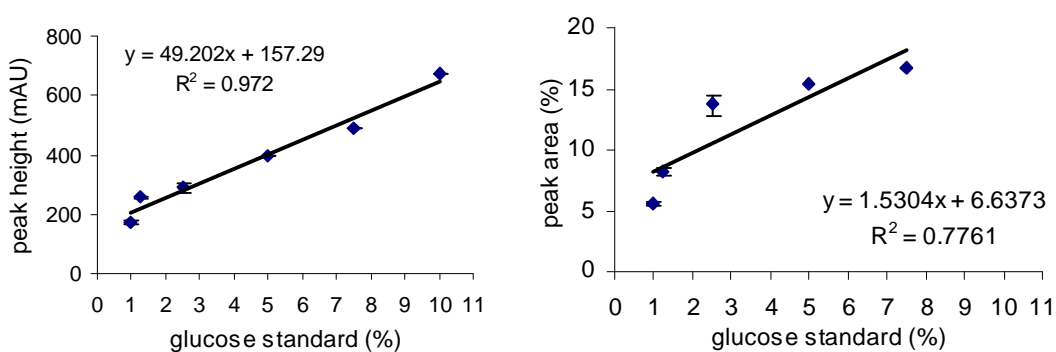 800
600
400
200
0
peak height (mAU)
y = 49.202x + 157.29
R² = 0.972
0 1 2 3 4 5 6 7 8 9 10 11
glucose standard (%)
20
15
10
5
0
peak area (%)
y = 1.5304x + 6.6373
R² = 0.7761
0 1 2 3 4 5 6 7 8 9 10 11
glucose standard (%)